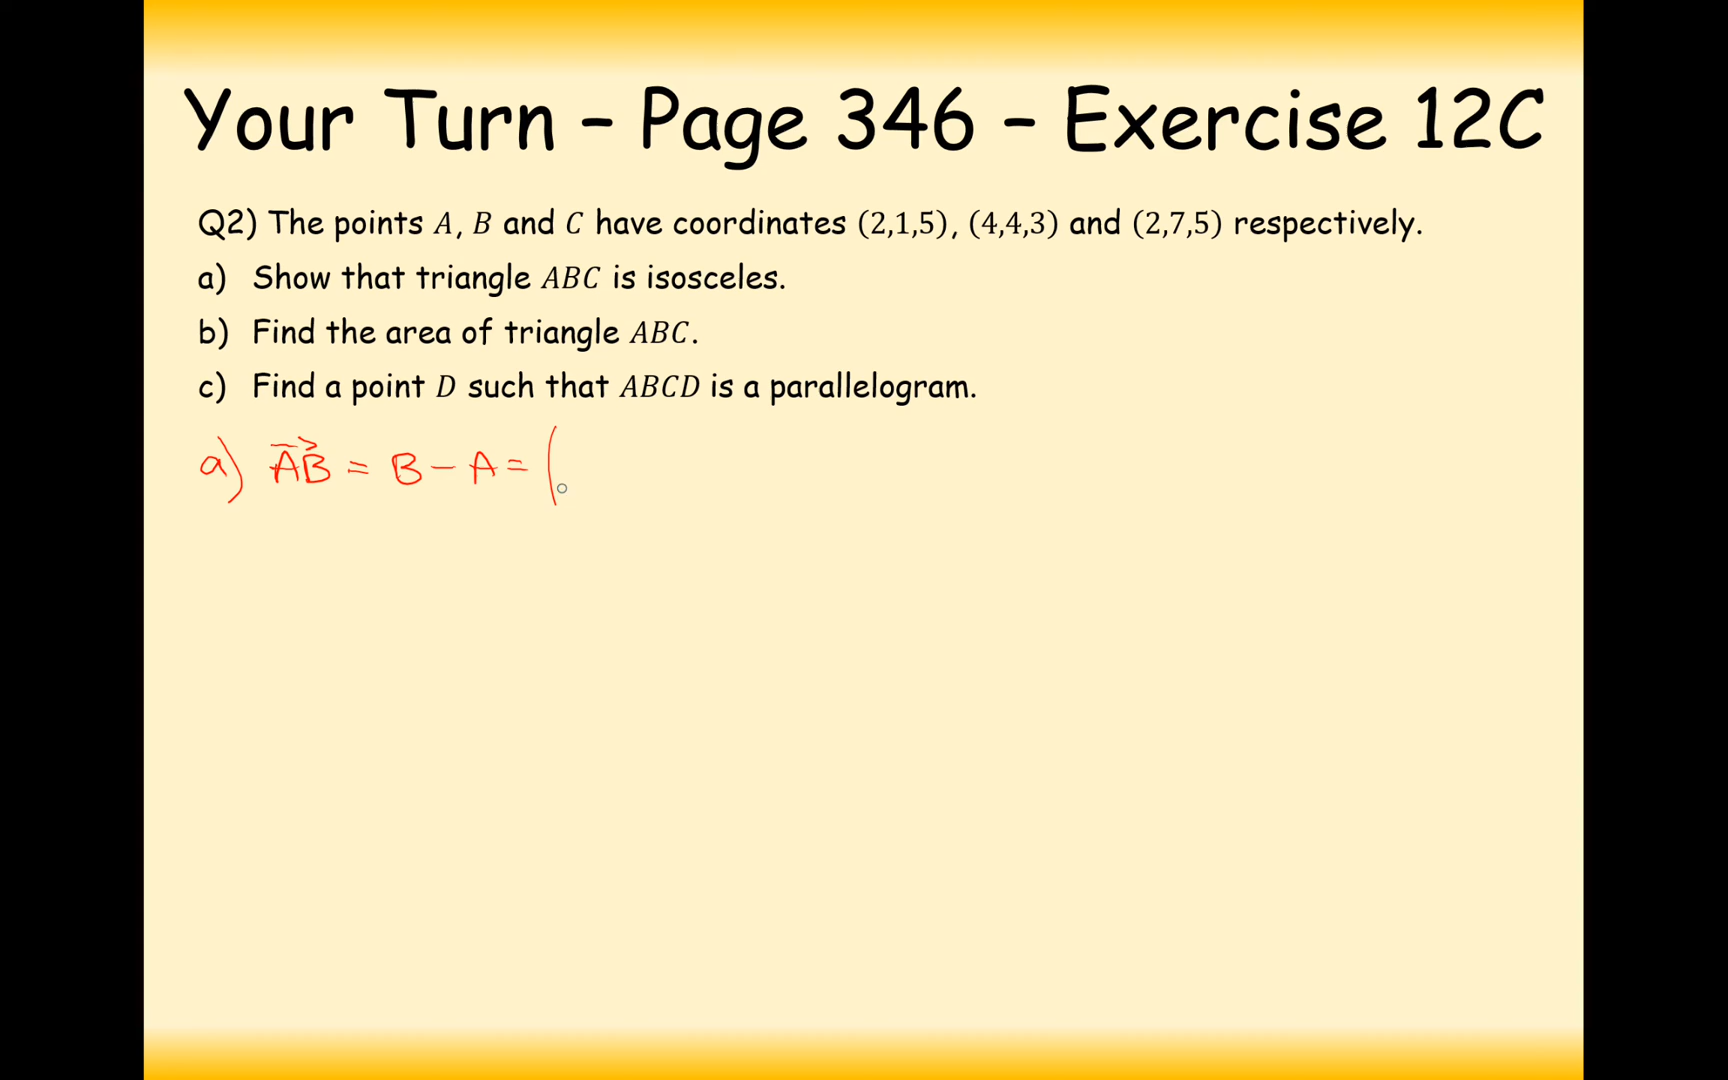 Your Turn – Page 346 – Exercise 12C
Q2) The points A, B and C have coordinates (2,1,5), (4,4,3) and (2,7,5) respectively.
a) Show that triangle ABC is isosceles.
b) Find the area of triangle ABC.
c) Find a point D such that ABCD is a parallelogram.
a) \overrightarrow{AB} = B – A = (